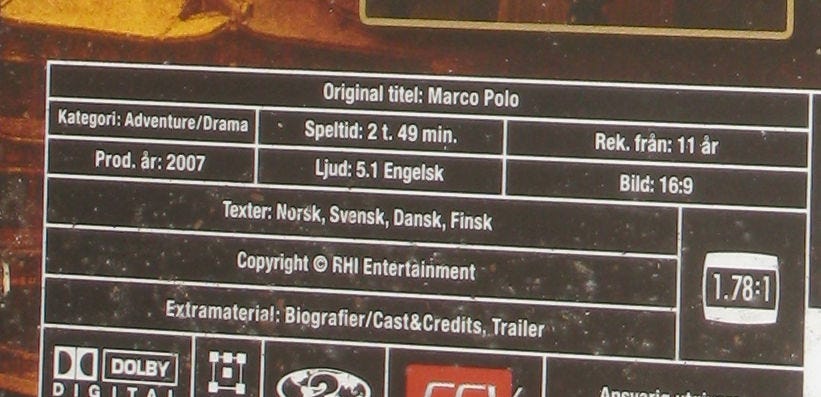 Original titel: Marco Polo
Kategori: Adventure/Drama
Speltid: 2 t. 49 min.
Rek. från: 11 år
Prod. år: 2007
Ljud: 5.1 Engelsk
Bild: 16:9
Texter: Norsk, Svensk, Dansk, Finsk
Copyright © RHI Entertainment
1.78:1
Extramaterial: Biografier/Cast&Credits, Trailer
DOLBY
DIGITAL
2